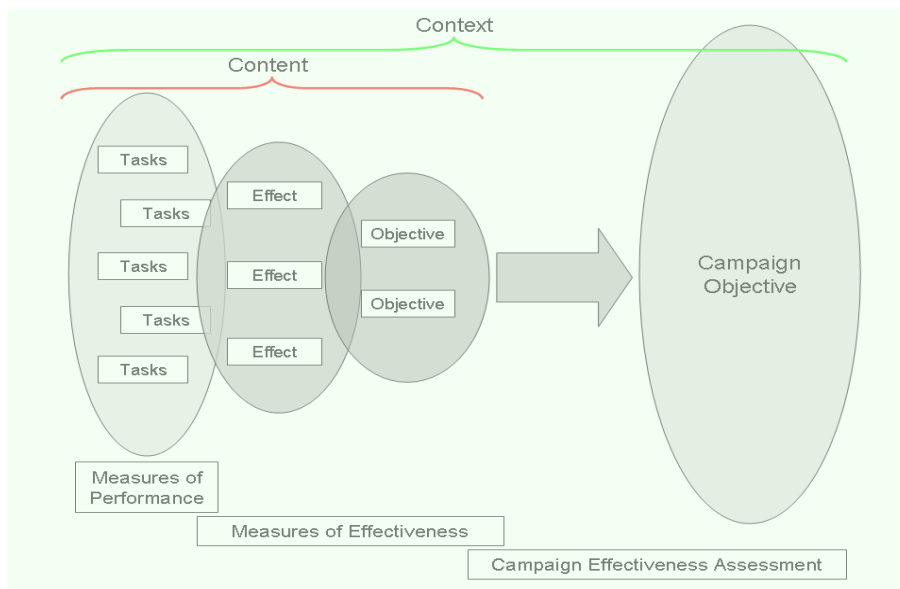 Context
Content
Tasks
Tasks
Tasks
Tasks
Tasks
Effect
Effect
Effect
Objective
Objective
Campaign
Objective
Measures of
Performance
Measures of Effectiveness
Campaign Effectiveness Assessment